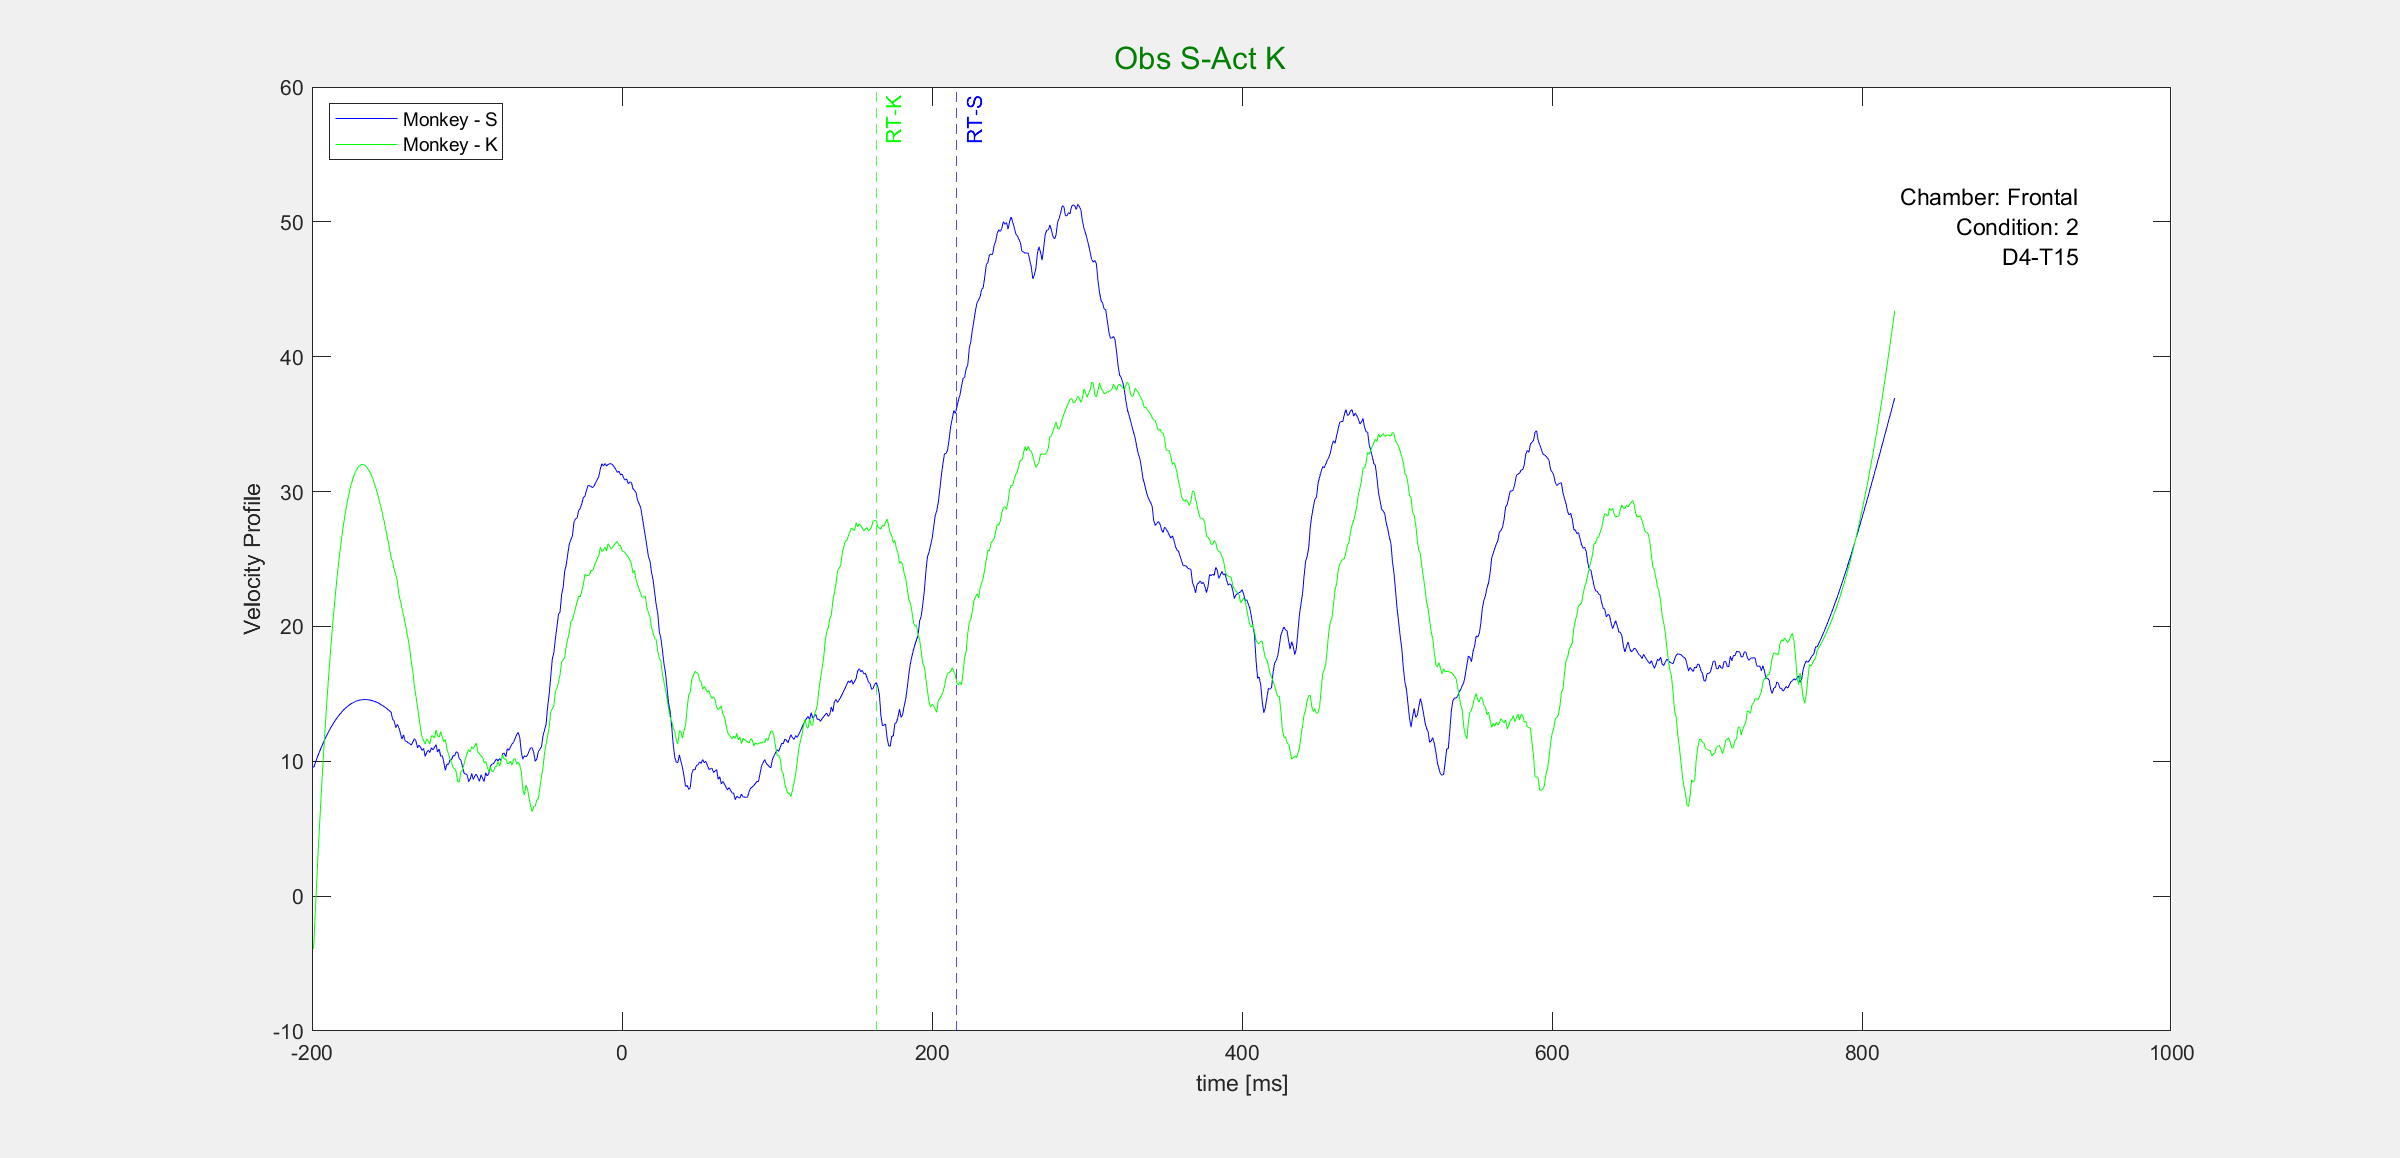 Obs S-Act K
60
50
40
30
20
10
0
-10
Velocity Profile
Monkey - S
Monkey - K
RT-K
RT-S
Chamber: Frontal
Condition: 2
D4-T15
-200
0
200
400
600
800
1000
time [ms]